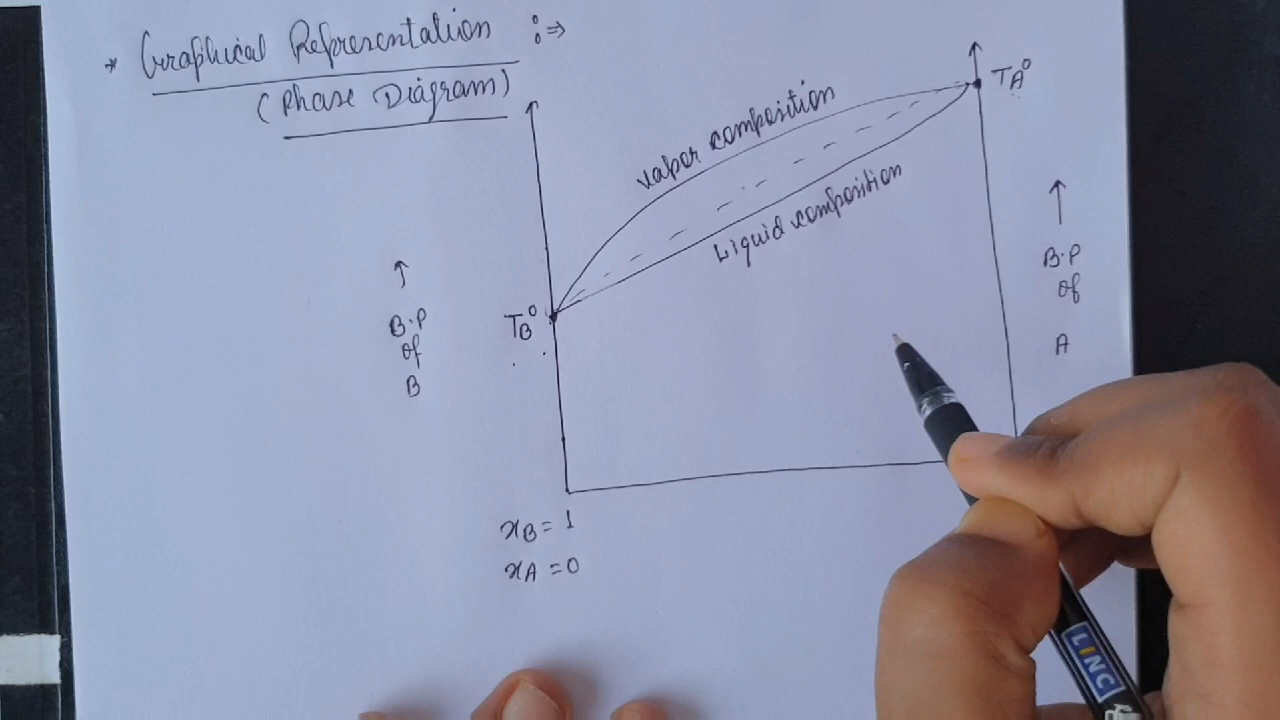 * Graphical Representation :⇒
(Phase Diagram)
TA°
vapor composition
Liquid composition
↑
B.P
of
A
↑
B.P
of
B
TB°
xB = 1
xA = 0
LINC